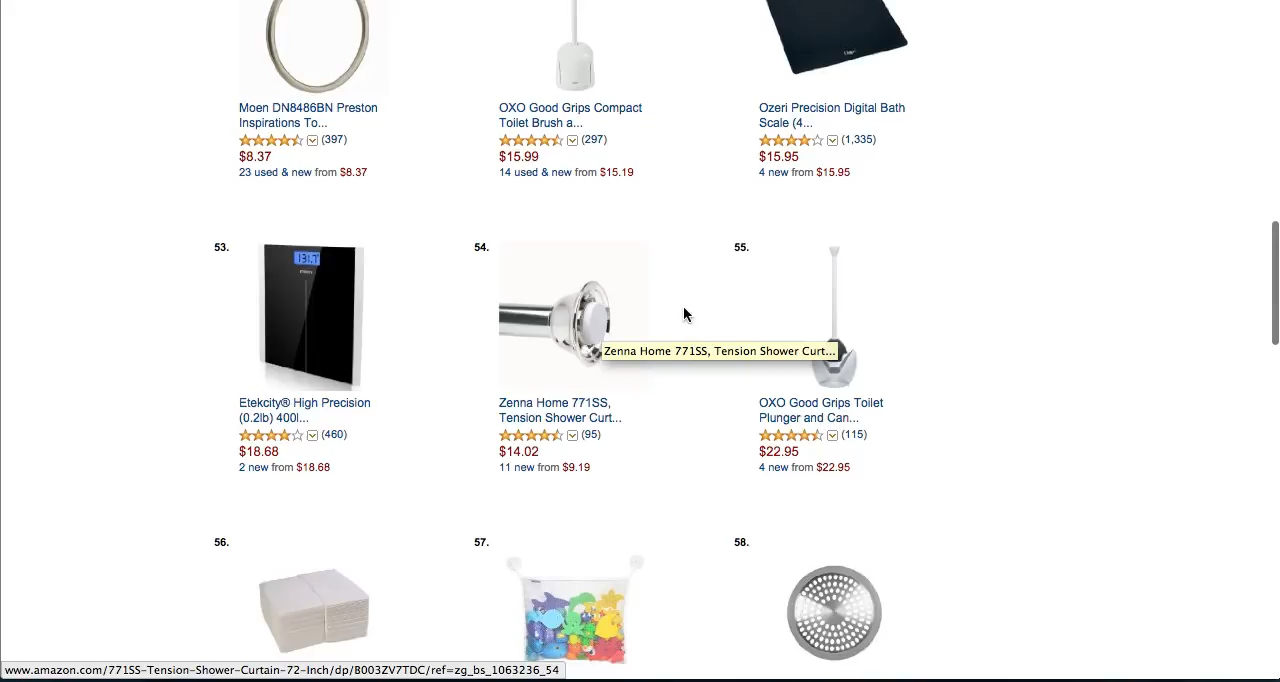 Moen DN8486BN Preston
Inspirations To...
(397)
$8.37
23 used & new from $8.37
OXO Good Grips Compact
Toilet Brush a...
(297)
$15.99
14 used & new from $15.19
Ozeri Precision Digital Bath
Scale (4...
(1,335)
$15.95
4 new from $15.95
53.
131.7
Etekcity® High Precision
(0.2lb) 400l...
(460)
$18.68
2 new from $18.68
54.
Zenna Home 771SS, Tension Shower Curt...
Zenna Home 771SS,
Tension Shower Curt...
(95)
$14.02
11 new from $9.19
55.
OXO Good Grips Toilet
Plunger and Can...
(115)
$22.95
4 new from $22.95
56.
57.
58.
www.amazon.com/771SS-Tension-Shower-Curtain-72-Inch/dp/B003ZV7TDC/ref=zg_bs_1063236_54